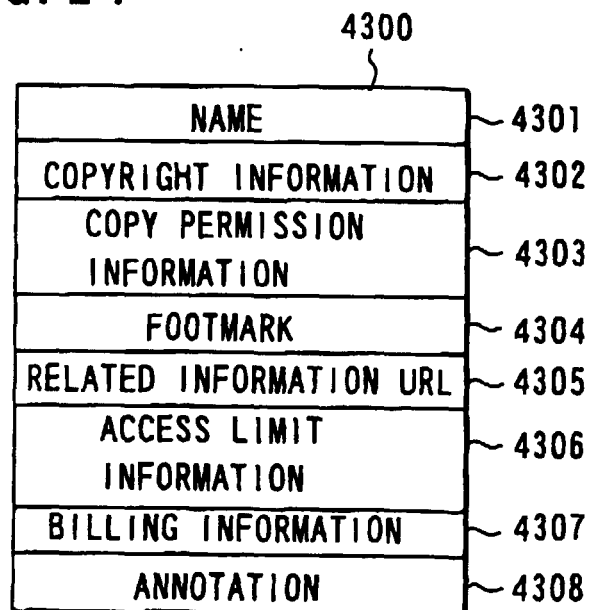 4300
NAME 4301
COPYRIGHT INFORMATION 4302
COPY PERMISSION
INFORMATION 4303
FOOTMARK 4304
RELATED INFORMATION URL 4305
ACCESS LIMIT
INFORMATION 4306
BILLING INFORMATION 4307
ANNOTATION 4308